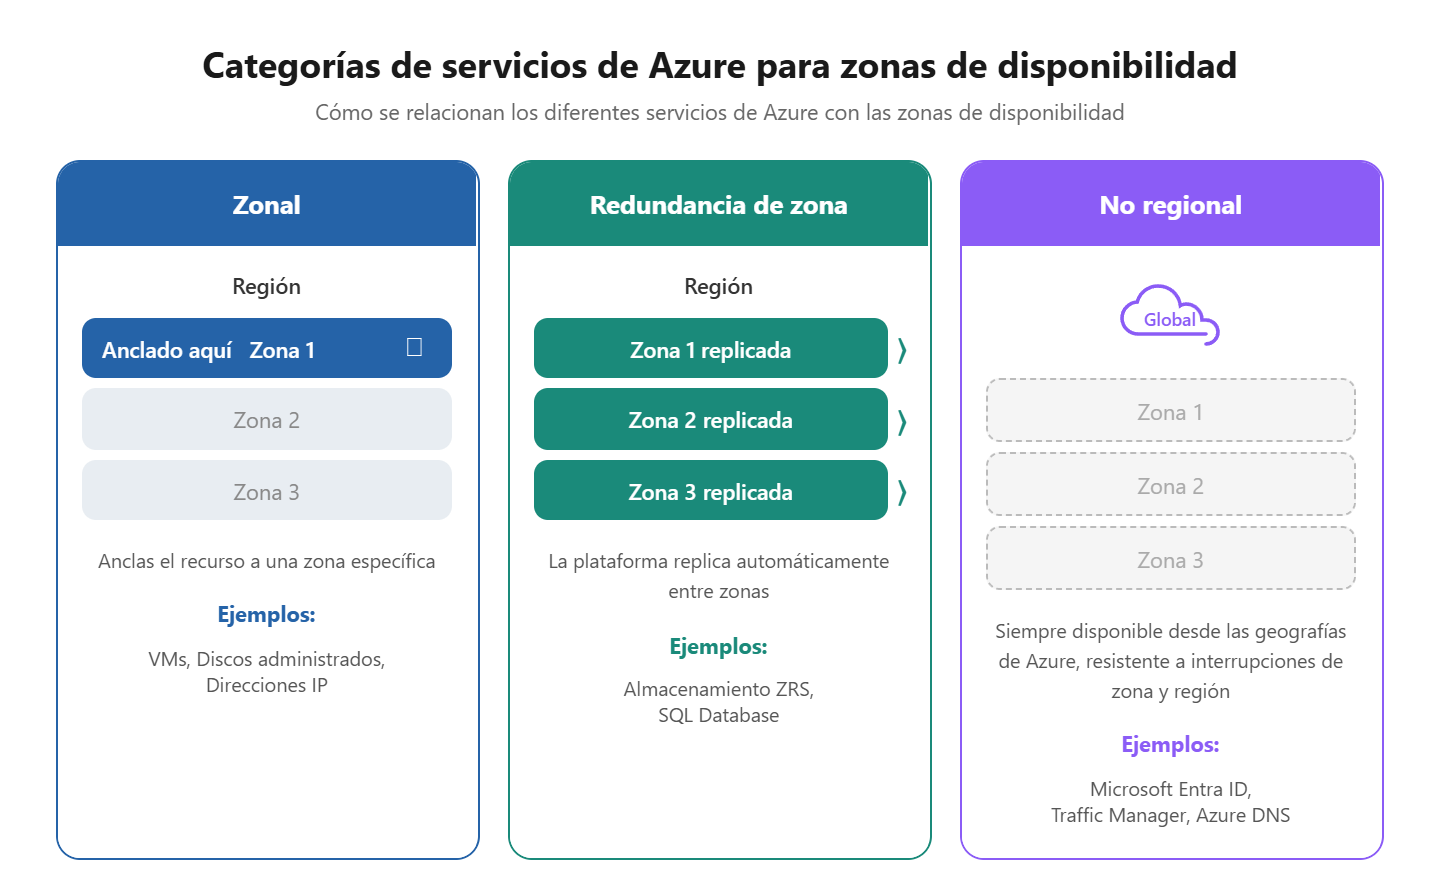 Categorías de servicios de Azure para zonas de disponibilidad
Cómo se relacionan los diferentes servicios de Azure con las zonas de disponibilidad
Zonal
Región
Anclado aquí Zona 1
Zona 2
Zona 3
Anclas el recurso a una zona específica
Ejemplos:
VMs, Discos administrados,
Direcciones IP
Redundancia de zona
Región
Zona 1 replicada
Zona 2 replicada
Zona 3 replicada
La plataforma replica automáticamente
entre zonas
Ejemplos:
Almacenamiento ZRS,
SQL Database
No regional
Global
Zona 1
Zona 2
Zona 3
Siempre disponible desde las geografías
de Azure, resistente a interrupciones de
zona y región
Ejemplos:
Microsoft Entra ID,
Traffic Manager, Azure DNS